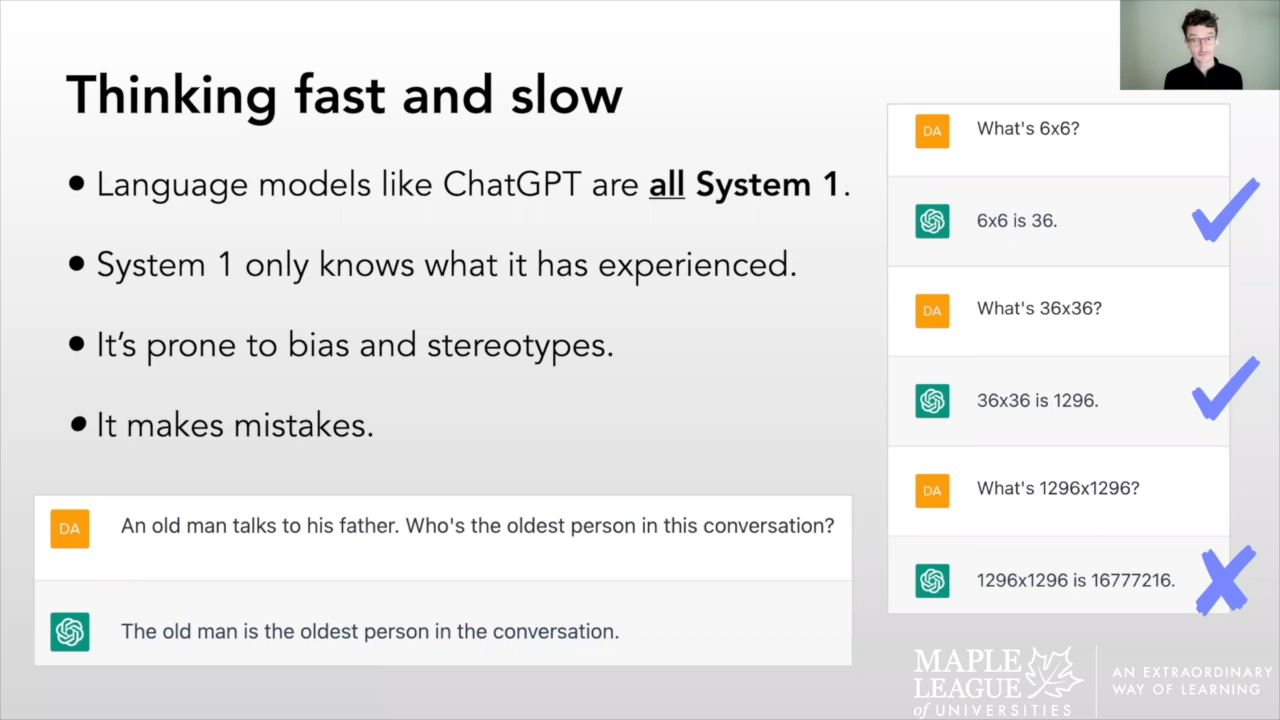 Thinking fast and slow
• Language models like ChatGPT are all System 1.
• System 1 only knows what it has experienced.
• It’s prone to bias and stereotypes.
• It makes mistakes.
DA An old man talks to his father. Who's the oldest person in this conversation?
The old man is the oldest person in the conversation.
DA What's 6x6?
6x6 is 36.
DA What's 36x36?
36x36 is 1296.
DA What's 1296x1296?
1296x1296 is 16777216.
MAPLE
LEAGUE
of UNIVERSITIES
AN EXTRAORDINARY
WAY OF LEARNING